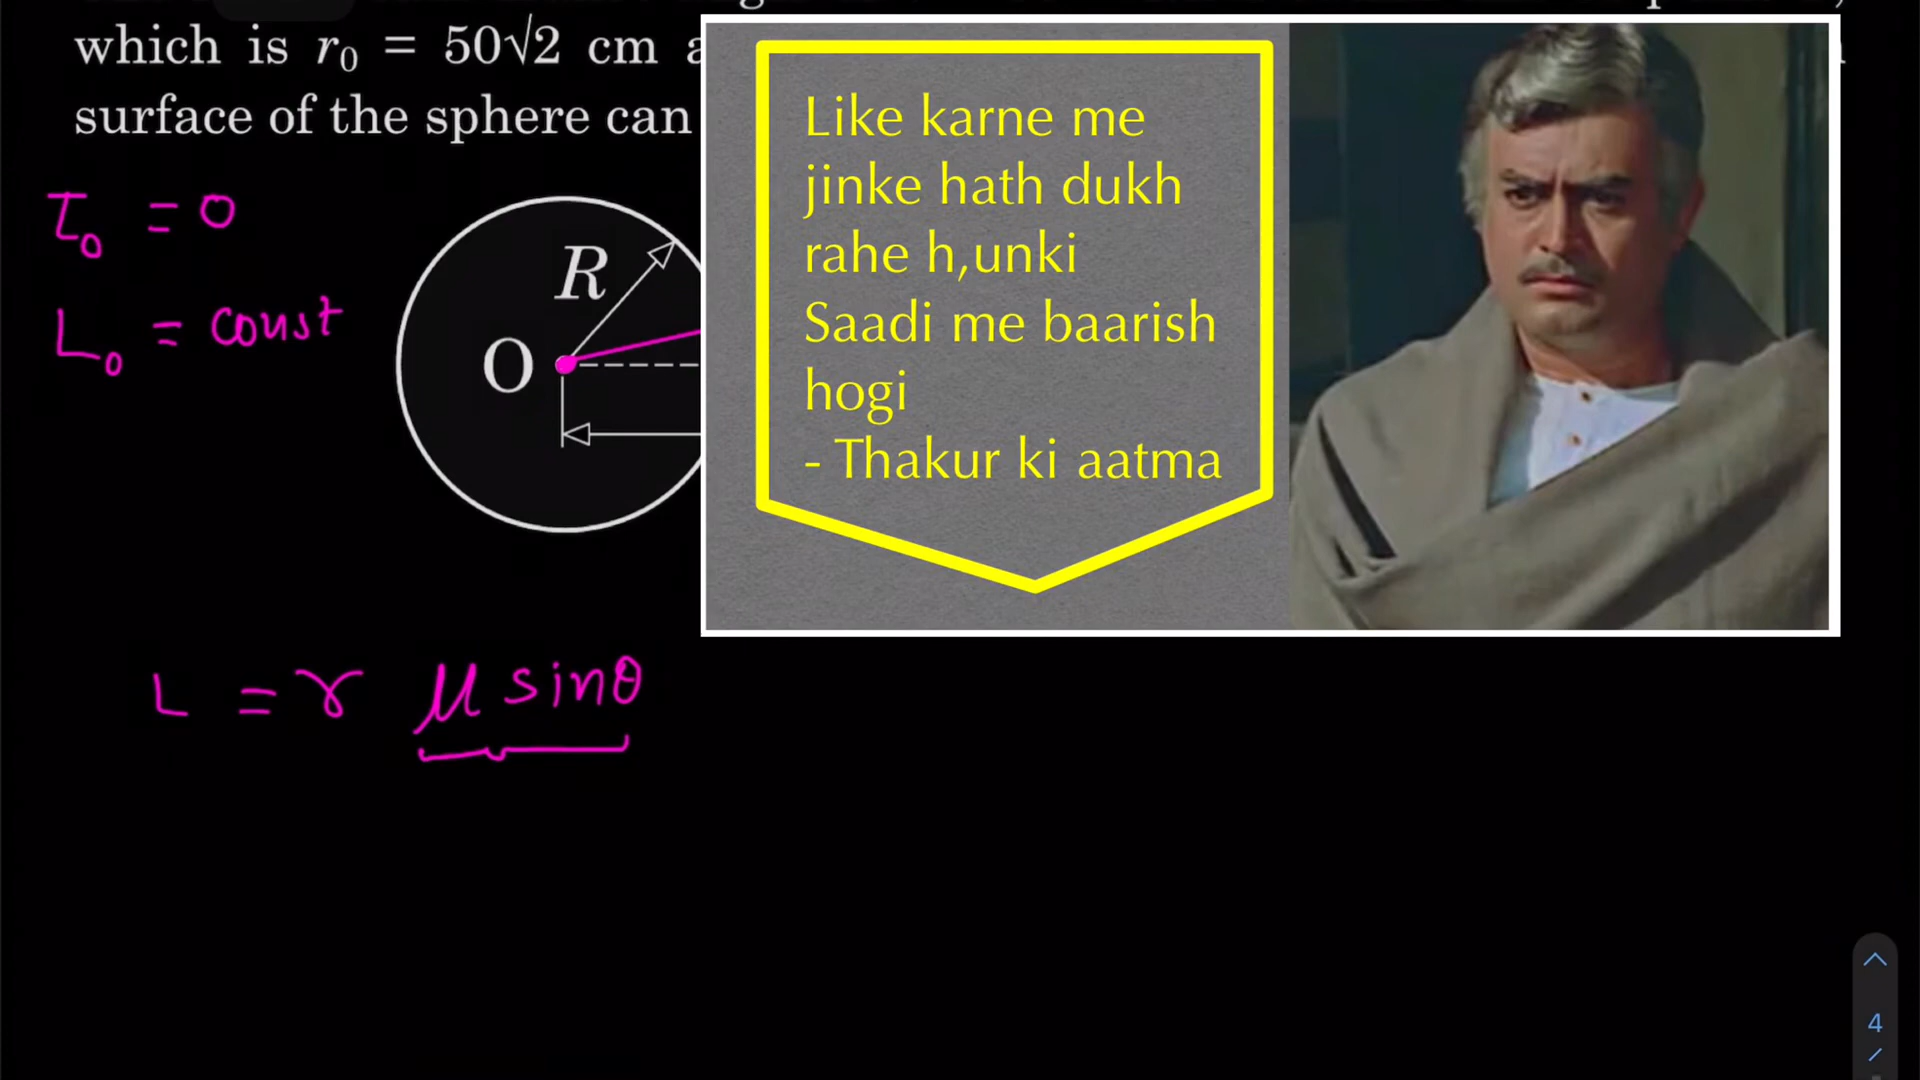 which is r₀ = 50√2 cm
surface of the sphere can
Like karne me
jinke hath dukh
rahe h,unki
Saadi me baarish
hogi
- Thakur ki aatma
τ₀ = 0
L₀ = const
R
O
L = r μ sinθ
4
/